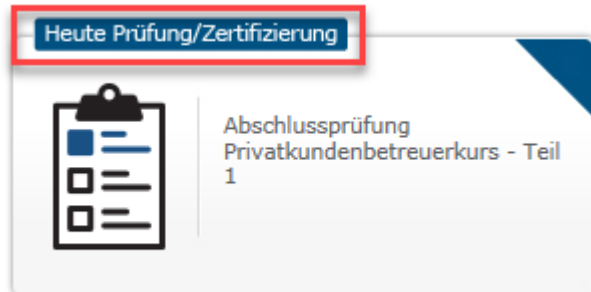 Heute Prüfung/Zertifizierung
Abschlussprüfung
Privatkundenbetreuerkurs - Teil
1